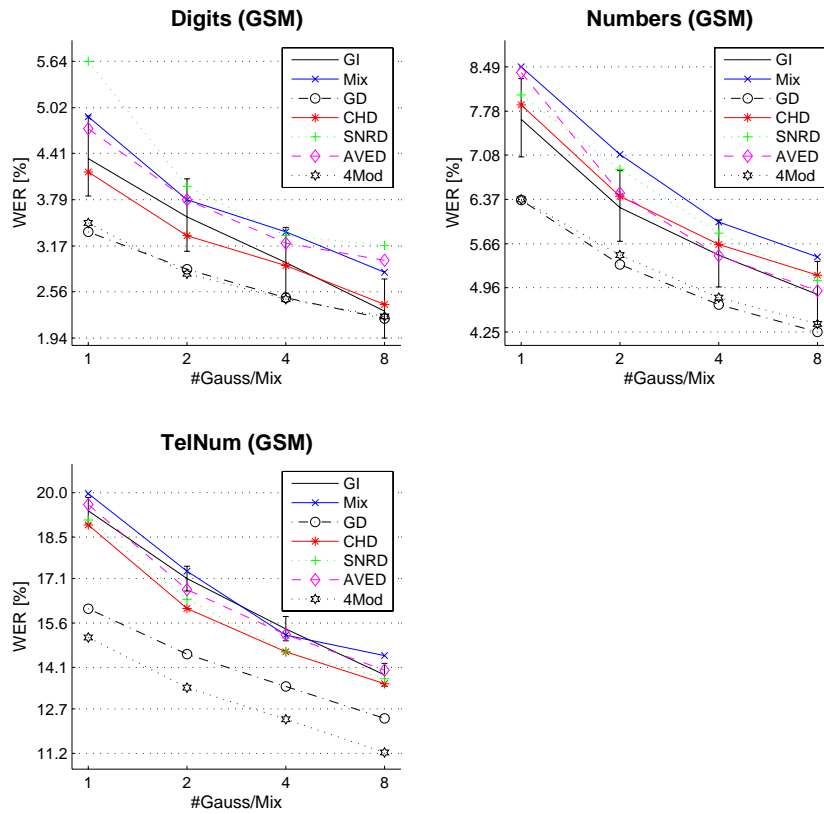 Digits (GSM)
5.64
5.02
4.41
3.79
3.17
2.56
1.94
WER [%]
1 2 4 8
#Gauss/Mix
GI
Mix
GD
CHD
SNRD
AVED
4Mod
Numbers (GSM)
8.49
7.78
7.08
6.37
5.66
4.96
4.25
WER [%]
1 2 4 8
#Gauss/Mix
GI
Mix
GD
CHD
SNRD
AVED
4Mod
TelNum (GSM)
20.0
18.5
17.1
15.6
14.1
12.7
11.2
WER [%]
1 2 4 8
#Gauss/Mix
GI
Mix
GD
CHD
SNRD
AVED
4Mod